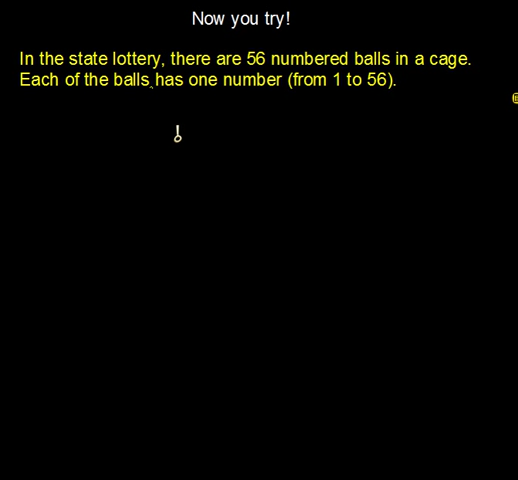 Now you try!
In the state lottery, there are 56 numbered balls in a cage.
Each of the balls has one number (from 1 to 56).